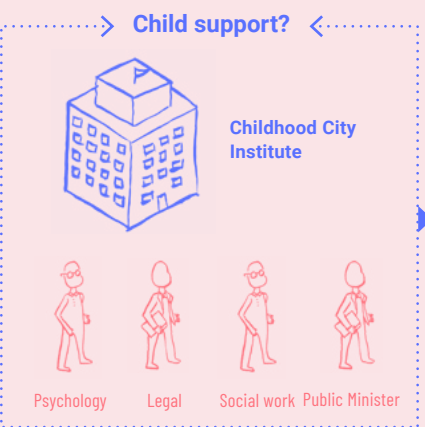 Child support?
Childhood City
Institute
Psychology Legal Social work Public Minister